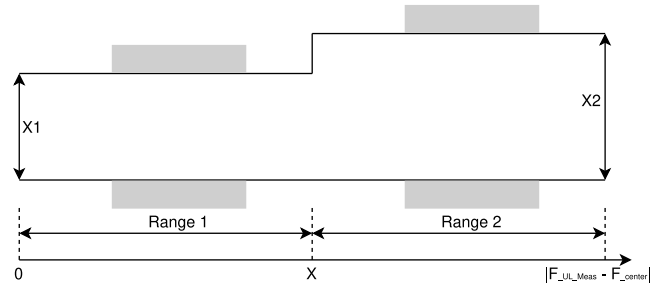 X1
X2
Range 1
Range 2
0
X
|F_UL_Meas - F_center|